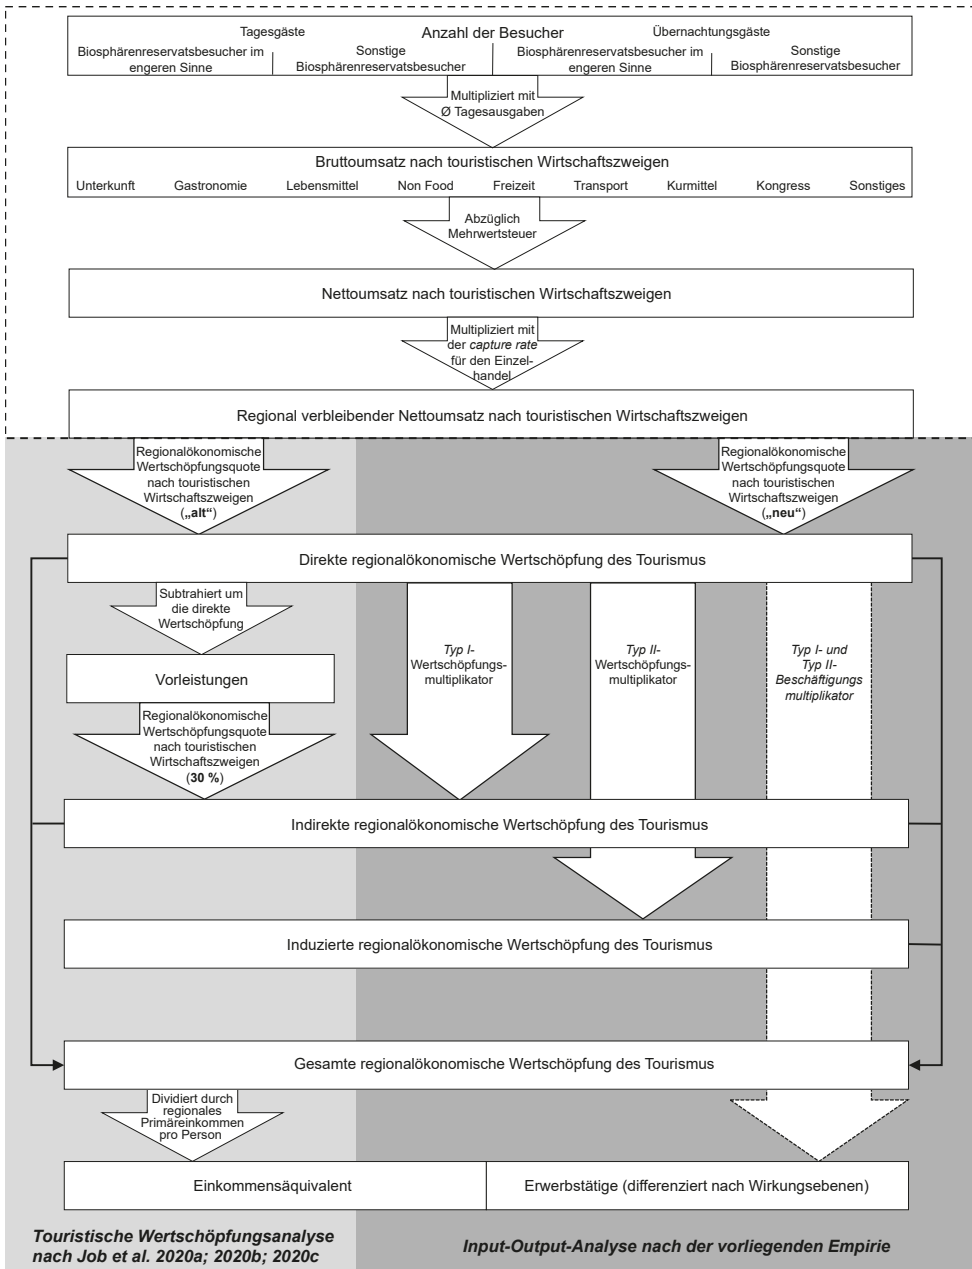 Anzahl der Besucher
Tagesgäste
Übernachtungsgäste
Biosphärenreservatsbesucher im
engeren Sinne
Sonstige
Biosphärenreservatsbesucher
Biosphärenreservatsbesucher im
engeren Sinne
Sonstige
Biosphärenreservatsbesucher
Multipliziert mit
Ø Tagesausgaben
Bruttoumsatz nach touristischen Wirtschaftszweigen
Unterkunft Gastronomie Lebensmittel Non Food Freizeit Transport Kurmittel Kongress Sonstiges
Abzüglich
Mehrwertsteuer
Nettoumsatz nach touristischen Wirtschaftszweigen
Multipliziert mit
der capture rate
für den Einzel-
handel
Regional verbleibender Nettoumsatz nach touristischen Wirtschaftszweigen
Regionalökonomische
Wertschöpfungsquote
nach touristischen
Wirtschaftszweigen
(„alt“)
Regionalökonomische
Wertschöpfungsquote
nach touristischen
Wirtschaftszweigen
(„neu“)
Direkte regionalökonomische Wertschöpfung des Tourismus
Subtrahiert um
die direkte
Wertschöpfung
Vorleistungen
Regionalökonomische
Wertschöpfungsquote
nach touristischen
Wirtschaftszweigen
(30 %)
Typ I-
Wertschöpfungs-
multiplikator
Typ II-
Wertschöpfungs-
multiplikator
Typ I- und
Typ II-
Beschäftigungs
multiplikator
Indirekte regionalökonomische Wertschöpfung des Tourismus
Induzierte regionalökonomische Wertschöpfung des Tourismus
Gesamte regionalökonomische Wertschöpfung des Tourismus
Dividiert durch
regionales
Primäreinkommen
pro Person
Einkommensäquivalent
Erwerbstätige (differenziert nach Wirkungsebenen)
Touristische Wertschöpfungsanalyse
nach Job et al. 2020a; 2020b; 2020c
Input-Output-Analyse nach der vorliegenden Empirie